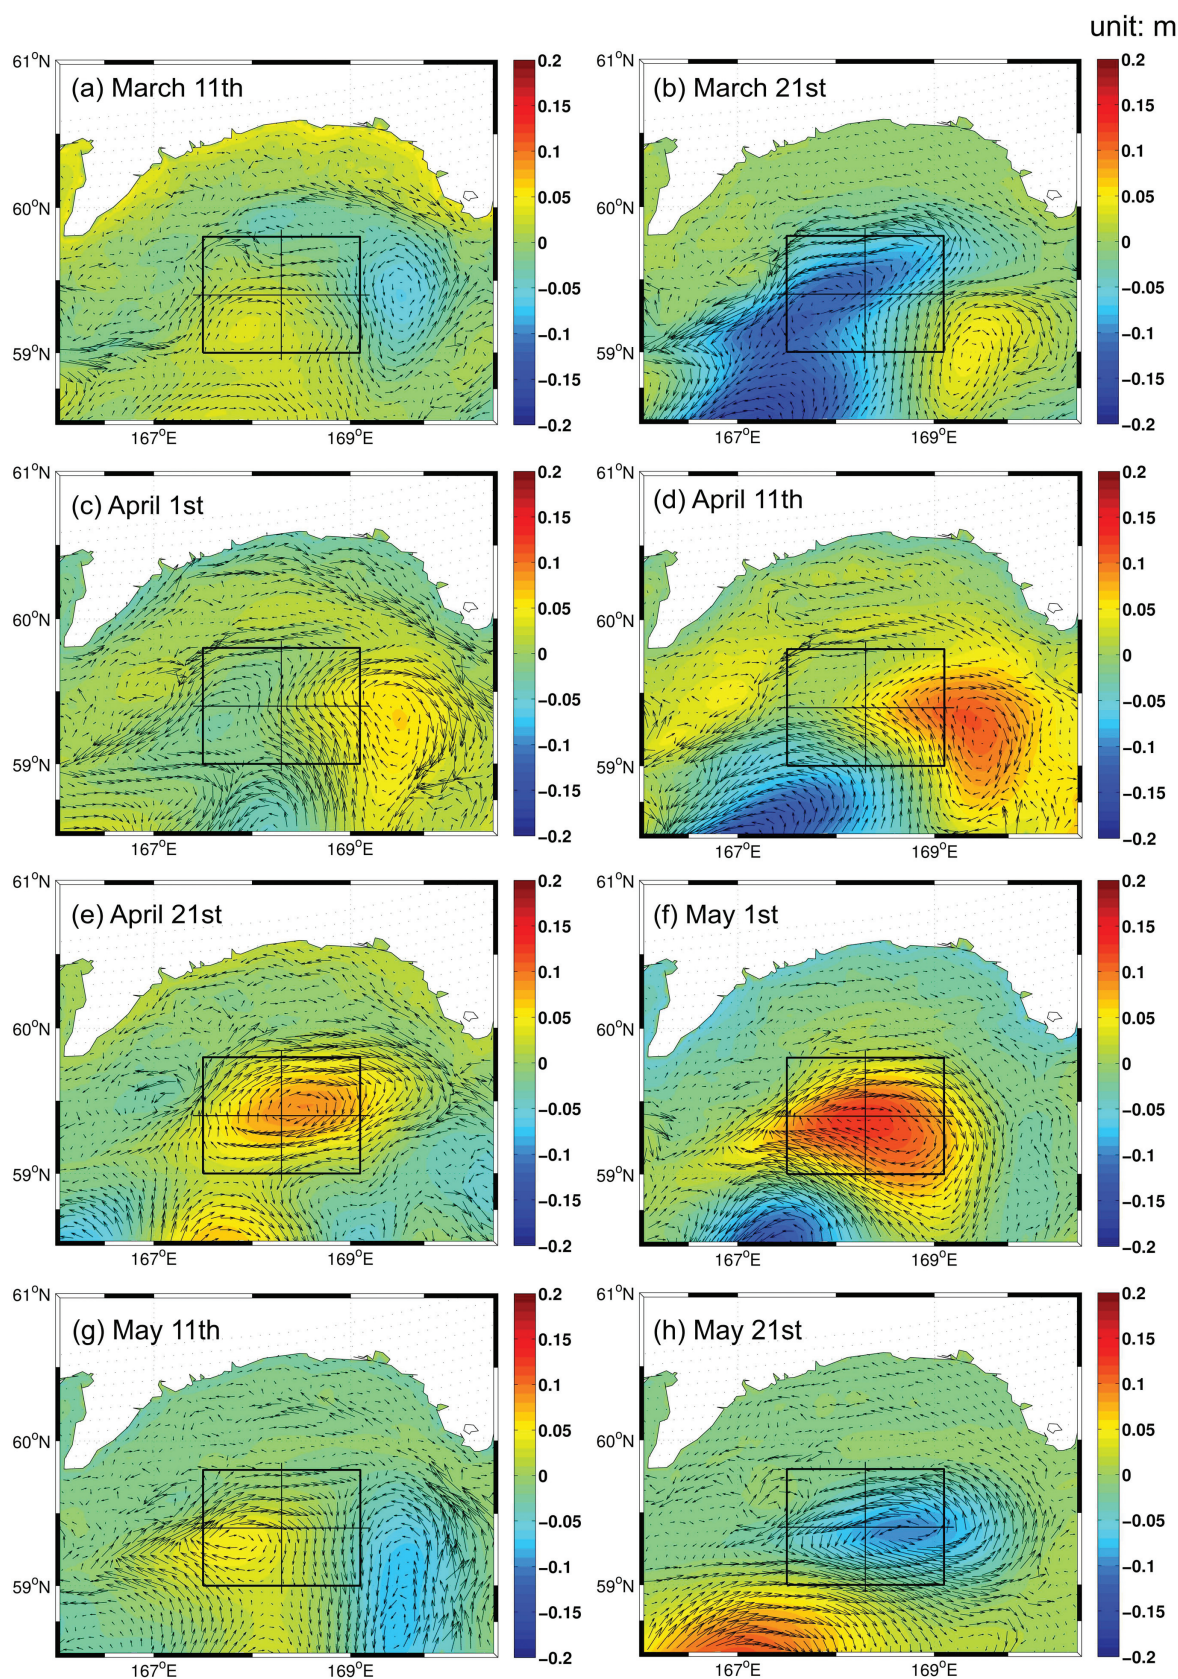 unit: m
61°N
60°N
59°N
(a) March 11th
167°E
169°E
0.2
0.15
0.1
0.05
0
−0.05
−0.1
−0.15
−0.2
61°N
60°N
59°N
(b) March 21st
167°E
169°E
0.2
0.15
0.1
0.05
0
−0.05
−0.1
−0.15
−0.2
61°N
60°N
59°N
(c) April 1st
167°E
169°E
0.2
0.15
0.1
0.05
0
−0.05
−0.1
−0.15
−0.2
61°N
60°N
59°N
(d) April 11th
167°E
169°E
0.2
0.15
0.1
0.05
0
−0.05
−0.1
−0.15
−0.2
61°N
60°N
59°N
(e) April 21st
167°E
169°E
0.2
0.15
0.1
0.05
0
−0.05
−0.1
−0.15
−0.2
61°N
60°N
59°N
(f) May 1st
167°E
169°E
0.2
0.15
0.1
0.05
0
−0.05
−0.1
−0.15
−0.2
61°N
60°N
59°N
(g) May 11th
167°E
169°E
0.2
0.15
0.1
0.05
0
−0.05
−0.1
−0.15
−0.2
61°N
60°N
59°N
(h) May 21st
167°E
169°E
0.2
0.15
0.1
0.05
0
−0.05
−0.1
−0.15
−0.2